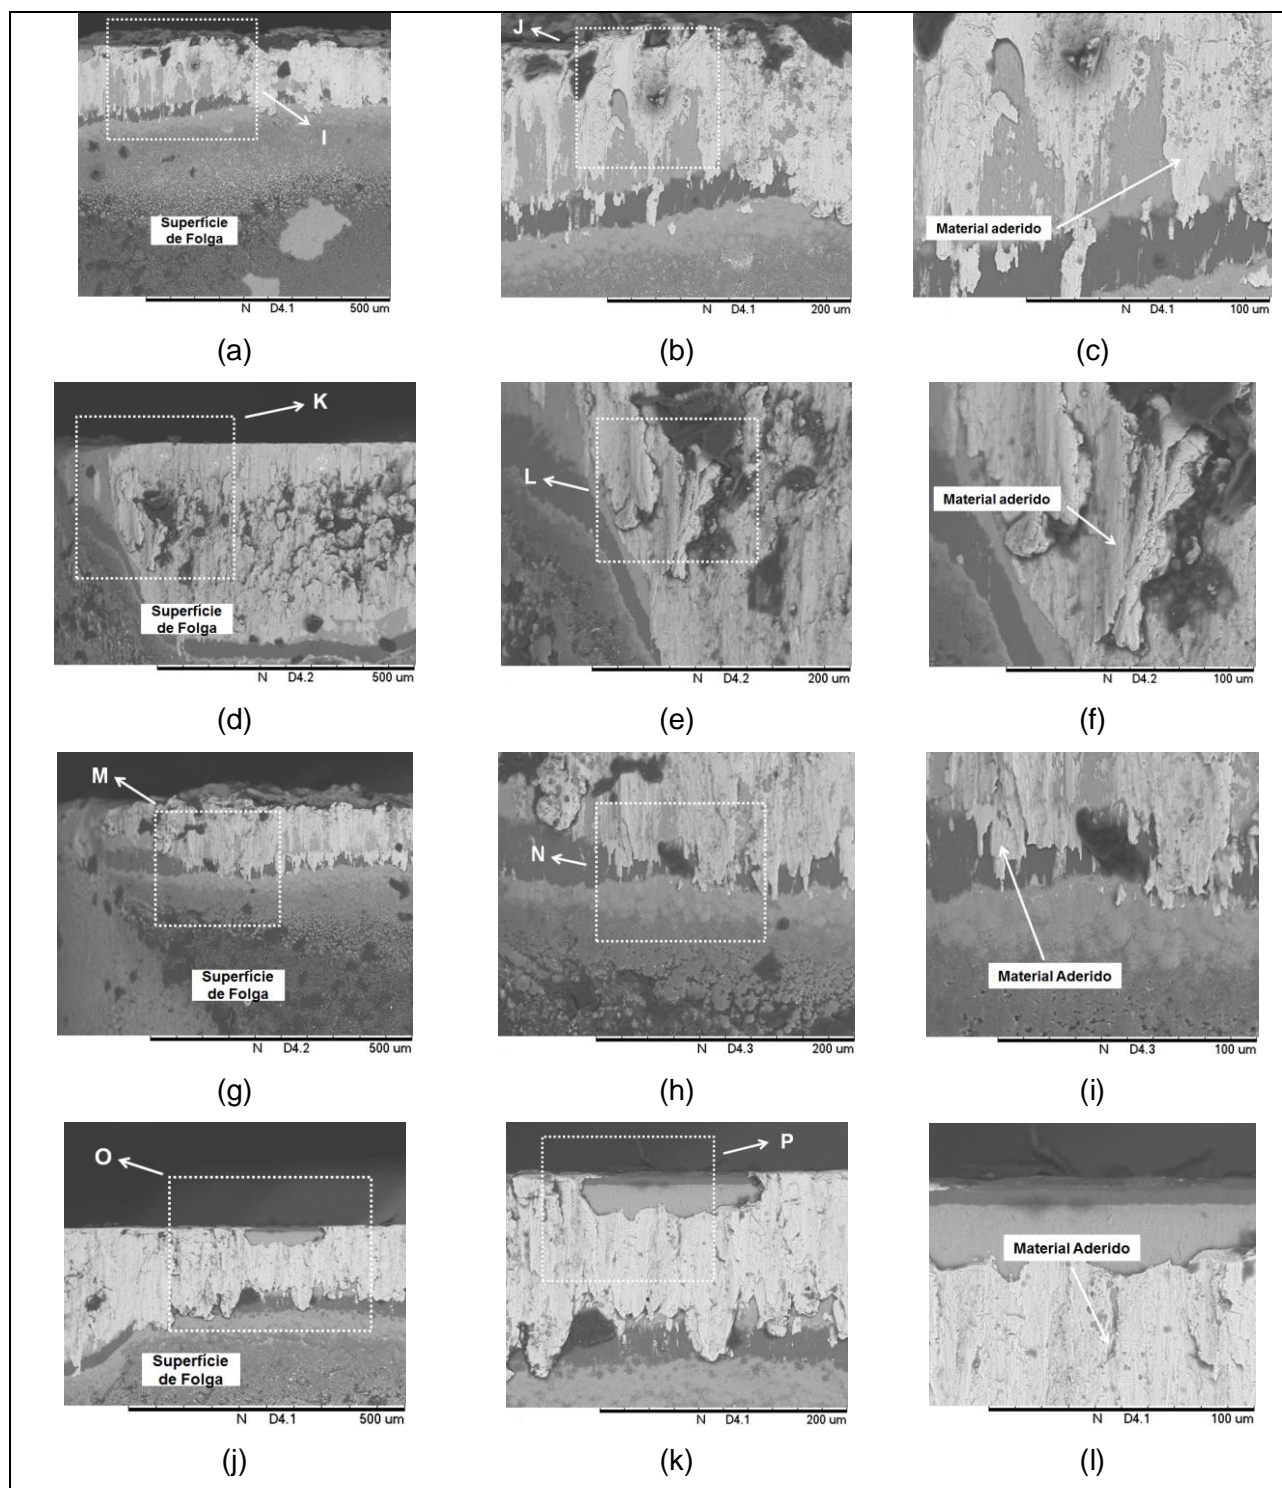 I
Superfície
de Folga
N D4.1 500 um
(a)
J
N D4.1 200 um
(b)
Material aderido
N D4.1 100 um
(c)
K
Superfície
de Folga
N D4.2 500 um
(d)
L
N D4.2 200 um
(e)
Material aderido
N D4.2 100 um
(f)
M
Superfície
de Folga
N D4.2 500 um
(g)
N
N D4.3 200 um
(h)
Material Aderido
N D4.3 100 um
(i)
O
Superfície
de Folga
N D4.1 500 um
(j)
P
N D4.1 200 um
(k)
Material Aderido
N D4.1 100 um
(l)